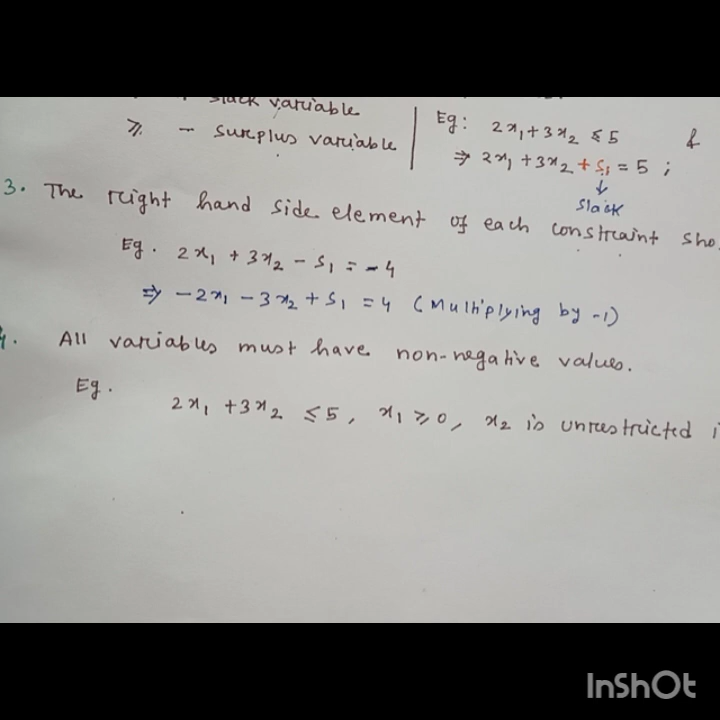 slack variable
≥ - surplus variable
Eg: 2x₁ + 3x₂ ≤ 5 &
⇒ 2x₁ + 3x₂ + S₁ = 5 ;
↓
slack
3. The right hand side element of each constraint sho
Eg. 2x₁ + 3x₂ - S₁ = -4
⇒ -2x₁ - 3x₂ + S₁ = 4 (Multiplying by -1)
4. All variables must have non-negative values.
Eg.
2x₁ + 3x₂ ≤ 5, x₁ ≥ 0, x₂ is unrestricted i
InShOt